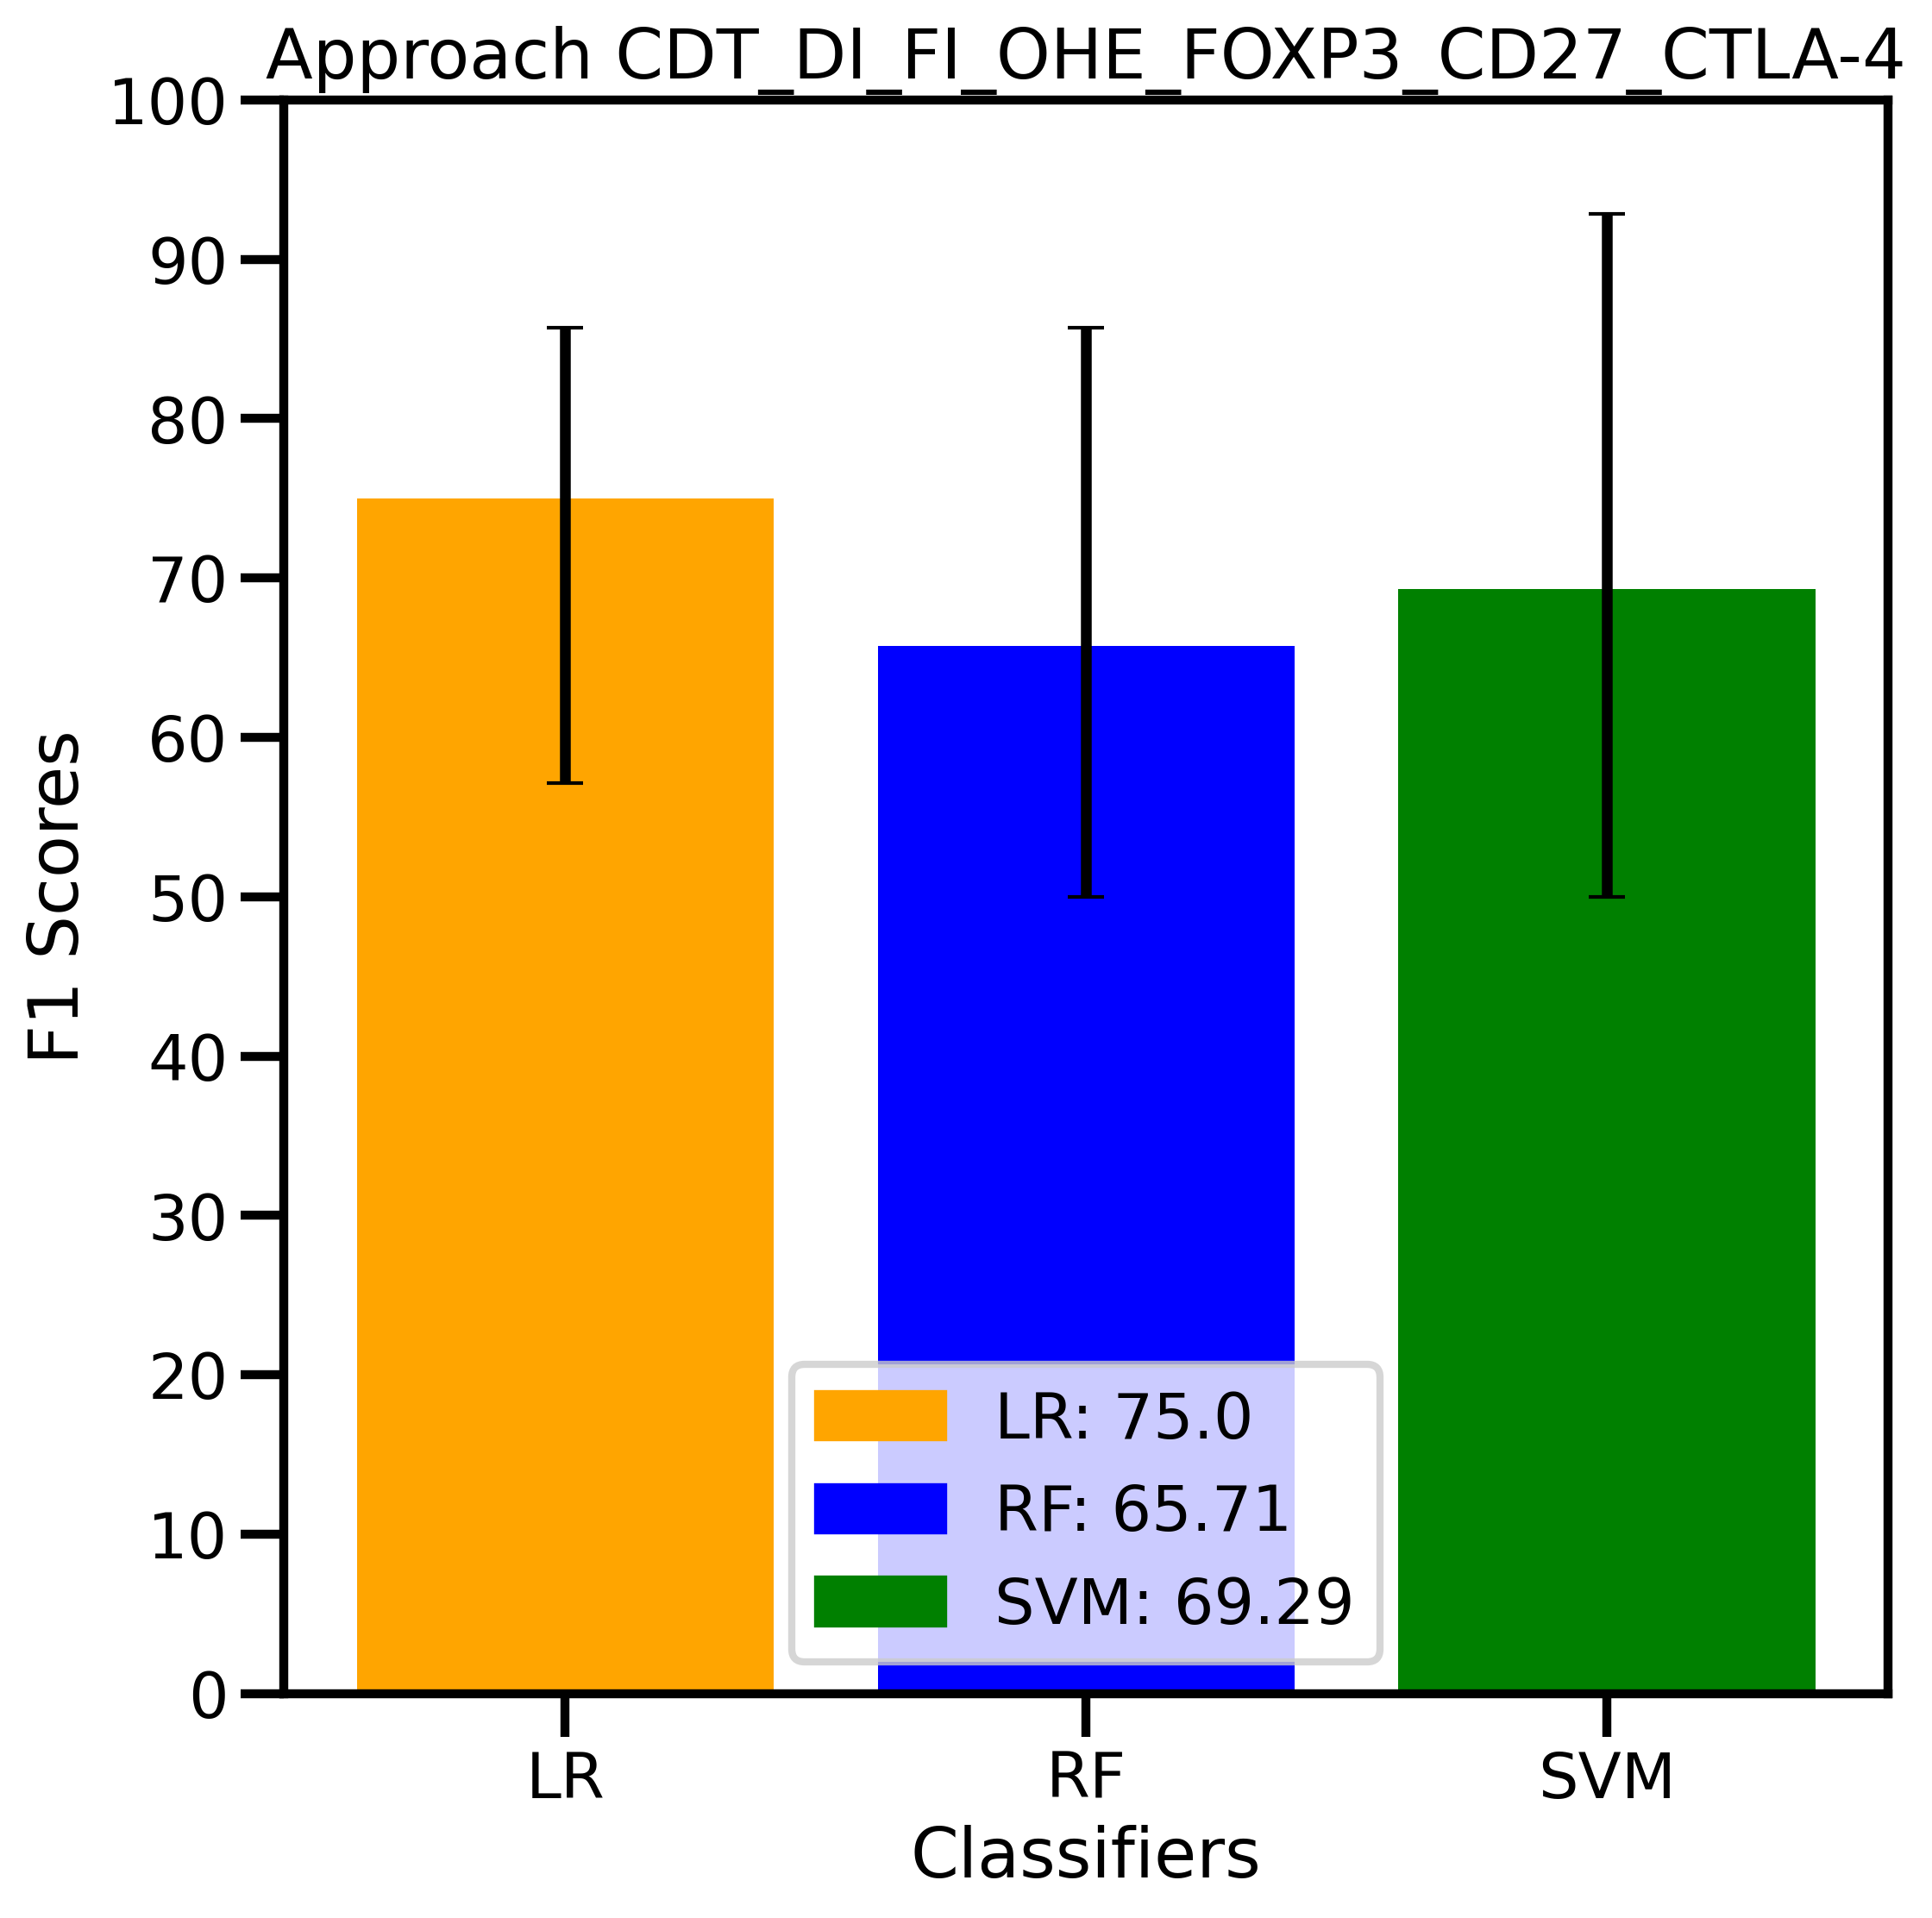 Approach CDT_DI_FI_OHE_FOXP3_CD27_CTLA-4
100
90
80
70
60
50
40
30
20
10
0
F1 Scores
LR: 75.0
RF: 65.71
SVM: 69.29
LR
RF
SVM
Classifiers